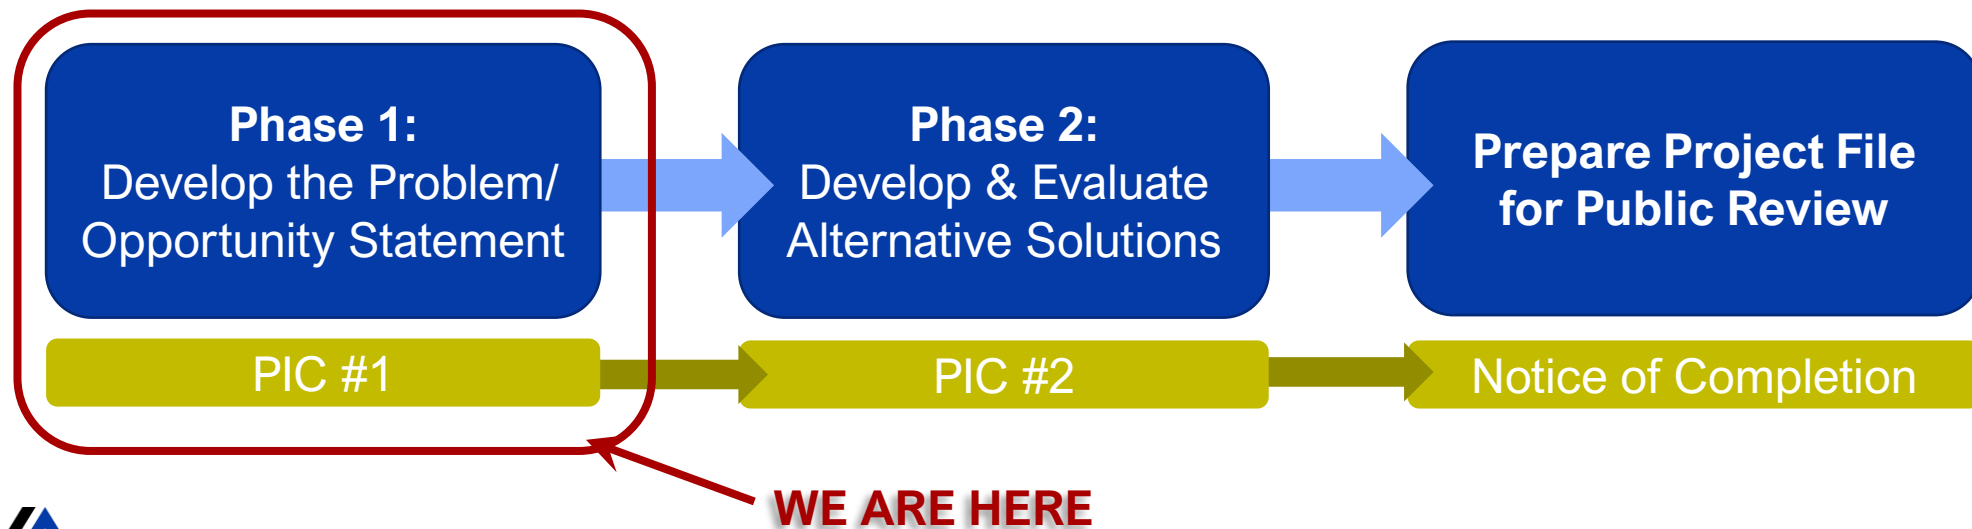 Phase 1:
Develop the Problem/
Opportunity Statement
Phase 2:
Develop & Evaluate
Alternative Solutions
Prepare Project File
for Public Review
PIC #1
PIC #2
Notice of Completion
WE ARE HERE